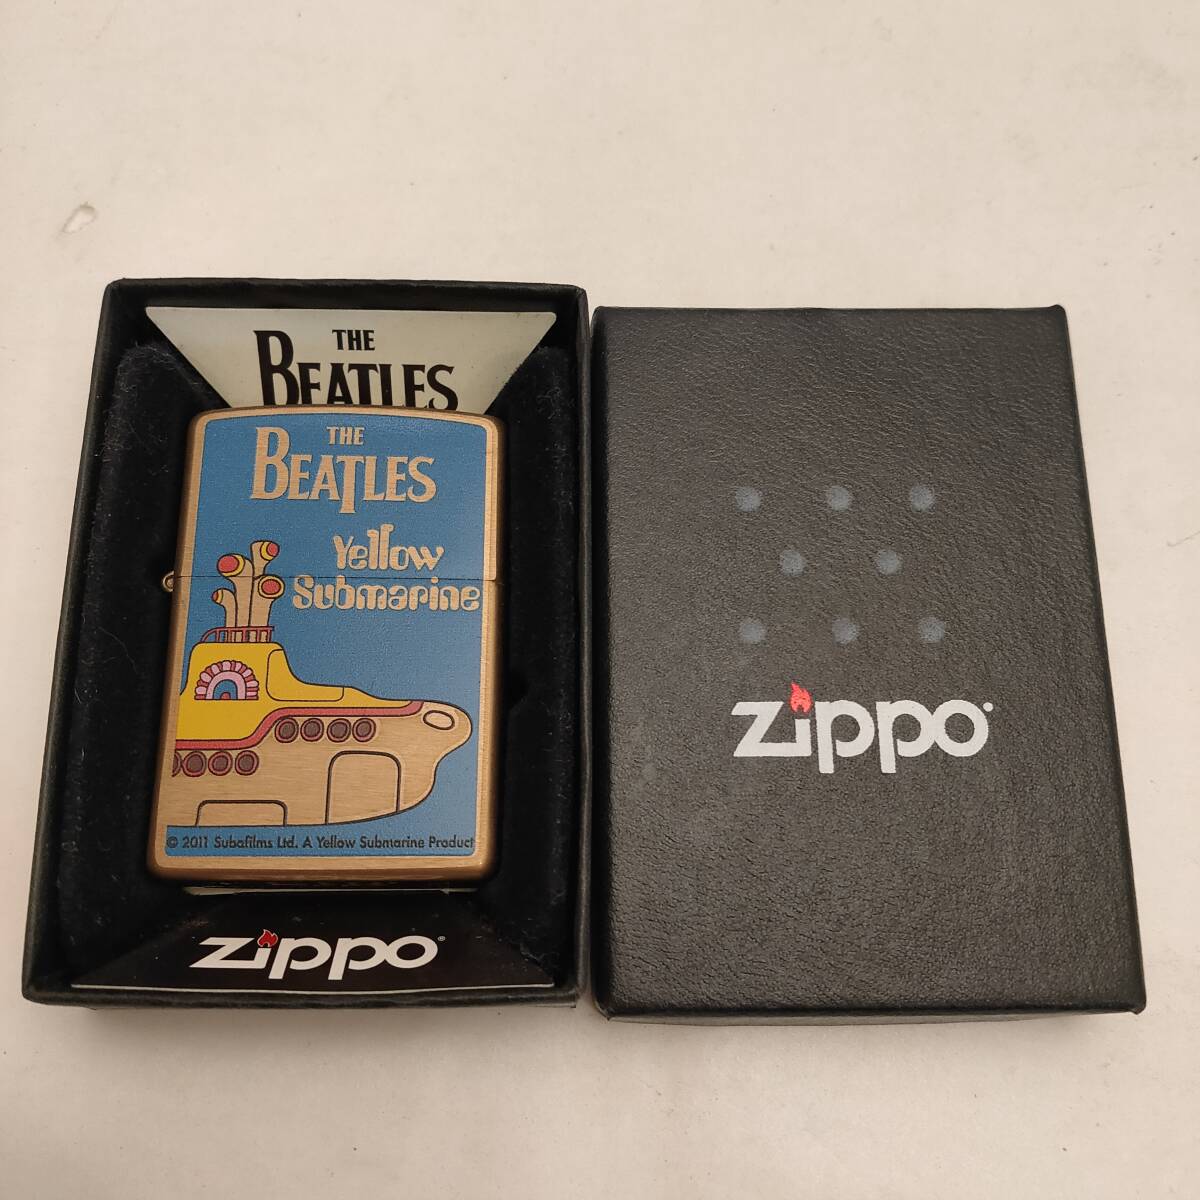 THE
BEATLES
THE
BEATLES
Yellow
Submarine
© 2011 Subafilms Ltd. A Yellow Submarine Product
zippo®
zippo